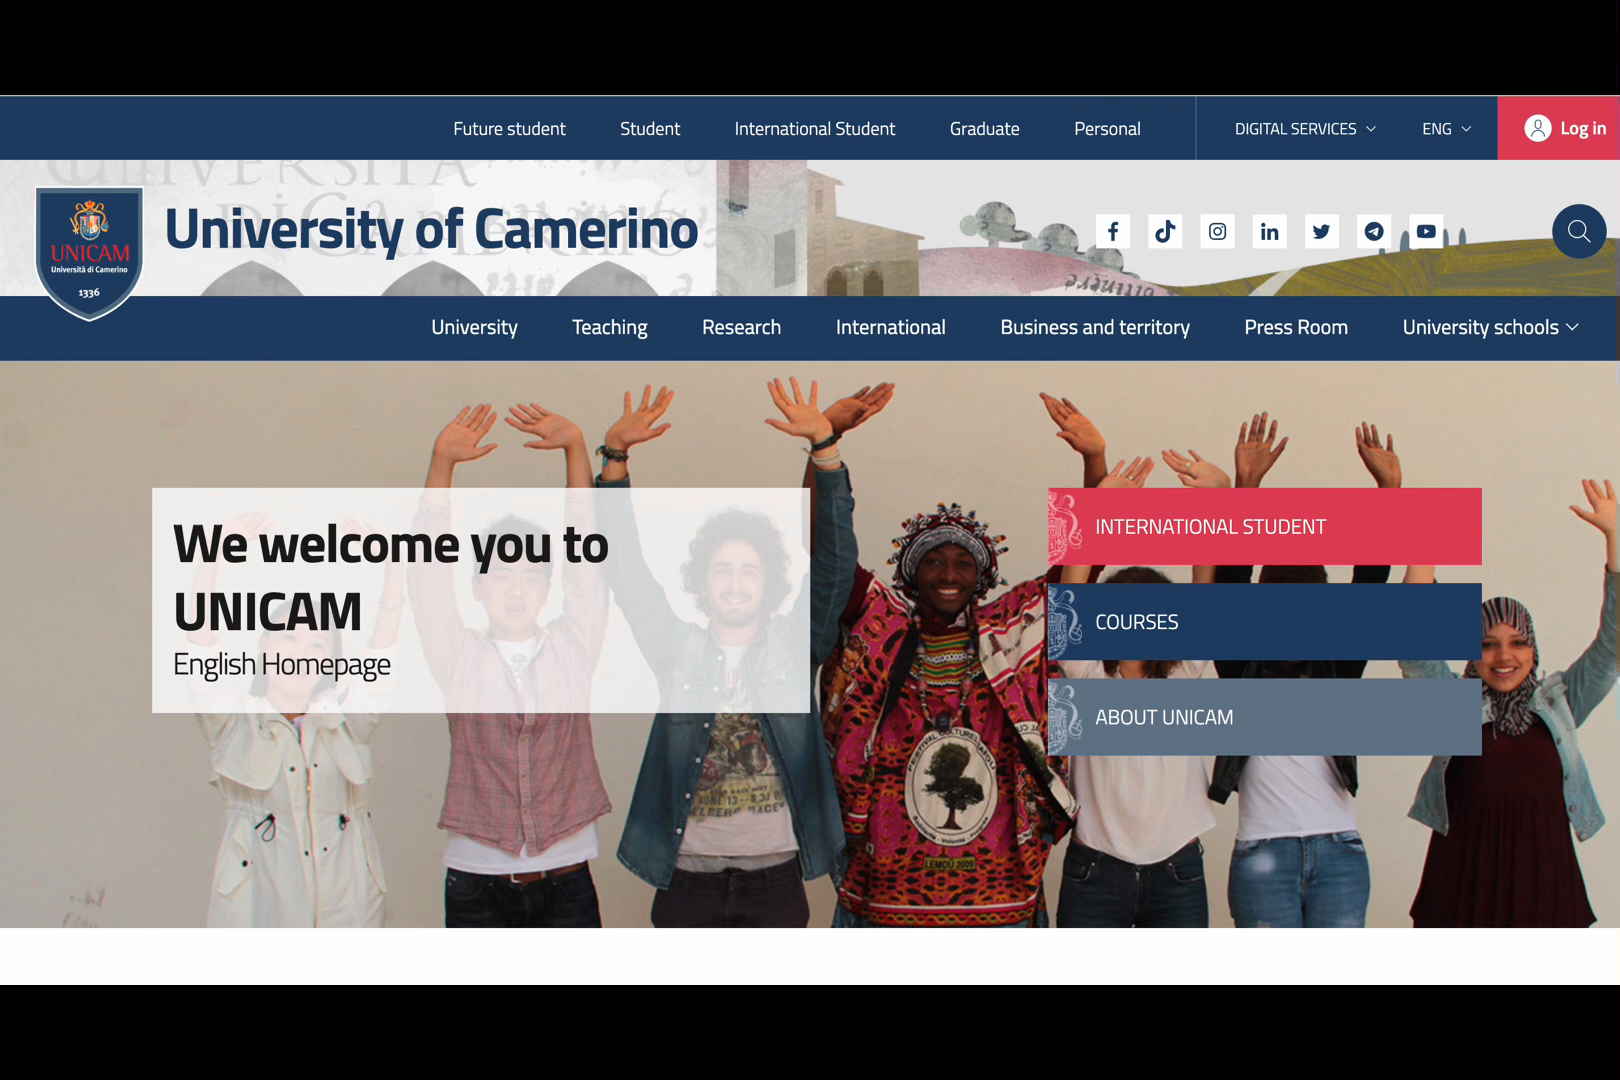 Future student Student International Student Graduate Personal DIGITAL SERVICES ENG Log in
UNICAM
Università di Camerino
1336
University of Camerino
University Teaching Research International Business and territory Press Room University schools
We welcome you to
UNICAM
English Homepage
INTERNATIONAL STUDENT
COURSES
ABOUT UNICAM
LEMOU 2009